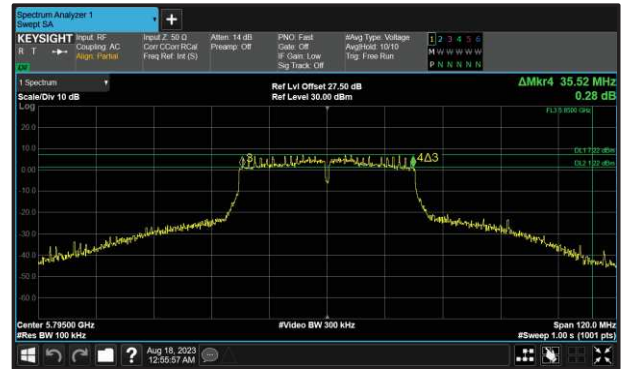 Spectrum Analyzer 1
Swept SA
+
KEYSIGHT
R T
Input: RF
Coupling: AC
Align: Partial
Input Z: 50 Ω
Corr CCorr RCal
Freq Ref: Int (S)
Atten: 14 dB
Preamp: Off
PNO: Fast
Gate: Off
IF Gain: Low
Sig Track: Off
#Avg Type: Voltage
Avg|Hold: 10/10
Trig: Free Run
1 2 3 4 5 6
M W W W W W
P N N N N N
1 Spectrum
Scale/Div 10 dB
Log
Ref Lvl Offset 27.50 dB
Ref Level 30.00 dBm
ΔMkr4 35.52 MHz
0.28 dB
20.0
DL1 7.22 dBm
3
4Δ3
DL2 1.22 dBm
0.00
-10.0
-20.0
-30.0
-40.0
-50.0
-60.0
Center 5.79500 GHz
#Res BW 100 kHz
#Video BW 300 kHz
Span 120.0 MHz
#Sweep 1.00 s (1001 pts)
?
Aug 18, 2023
12:55:57 AM